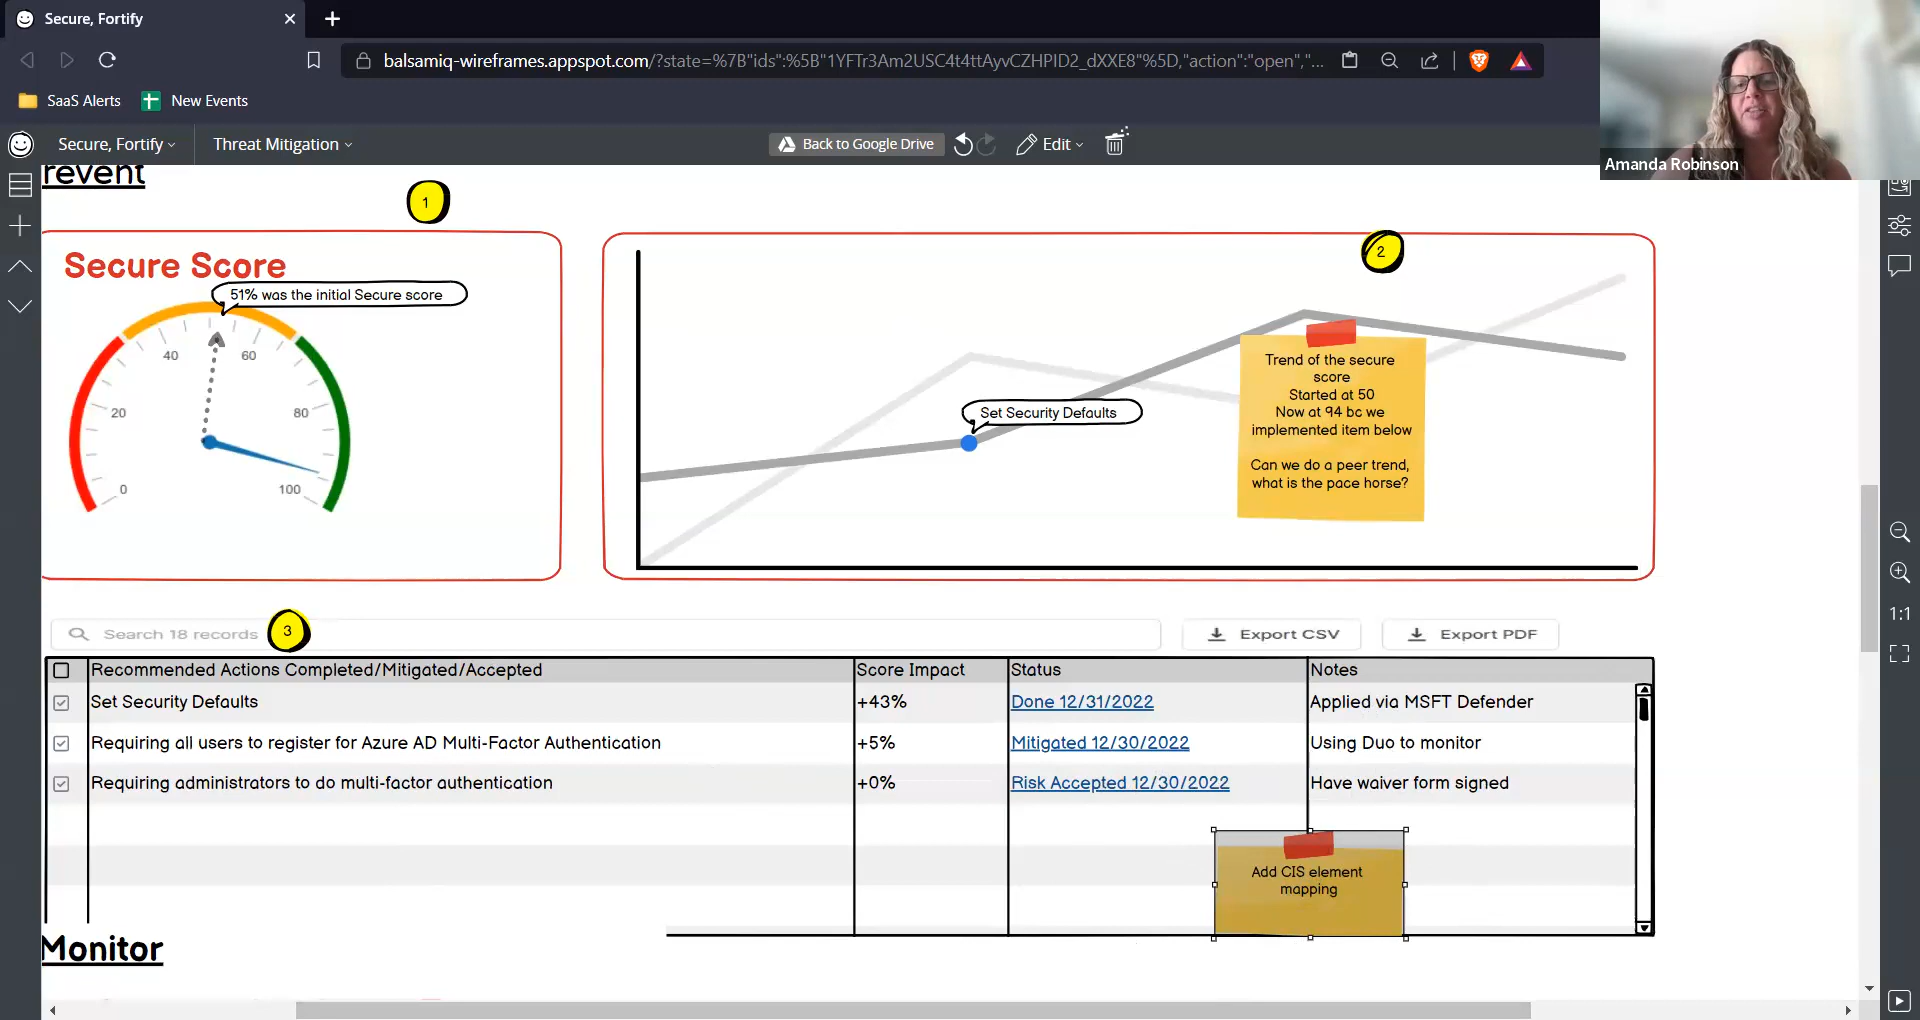 Secure, Fortify
balsamiq-wireframes.appspot.com/?state=%7B"ids":%5B"1YFTr3Am2USC4t4ttAyvCZHPID2_dXXE8"%5D,"action":"open","...
SaaS Alerts
New Events
Secure, Fortify
Threat Mitigation
Back to Google Drive
Edit
Amanda Robinson
revent
1
2
Secure Score
51% was the initial Secure score
40
60
20
80
0
100
Set Security Defaults
Trend of the secure
score
Started at 50
Now at 94 bc we
implemented item below
Can we do a peer trend,
what is the pace horse?
1:1
Search 18 records
3
Export CSV
Export PDF
Recommended Actions Completed/Mitigated/Accepted
Score Impact
Status
Notes
Set Security Defaults
+43%
Done 12/31/2022
Applied via MSFT Defender
Requiring all users to register for Azure AD Multi-Factor Authentication
+5%
Mitigated 12/30/2022
Using Duo to monitor
Requiring administrators to do multi-factor authentication
+0%
Risk Accepted 12/30/2022
Have waiver form signed
Add CIS element
mapping
Monitor